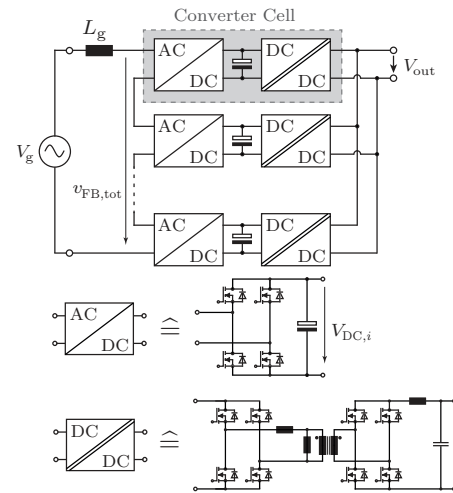 Converter Cell
L_g
AC
DC
DC
DC
V_out
AC
DC
DC
DC
V_g
v_FB,tot
AC
DC
DC
DC
AC
DC
≙
V_DC,i
DC
DC
≙